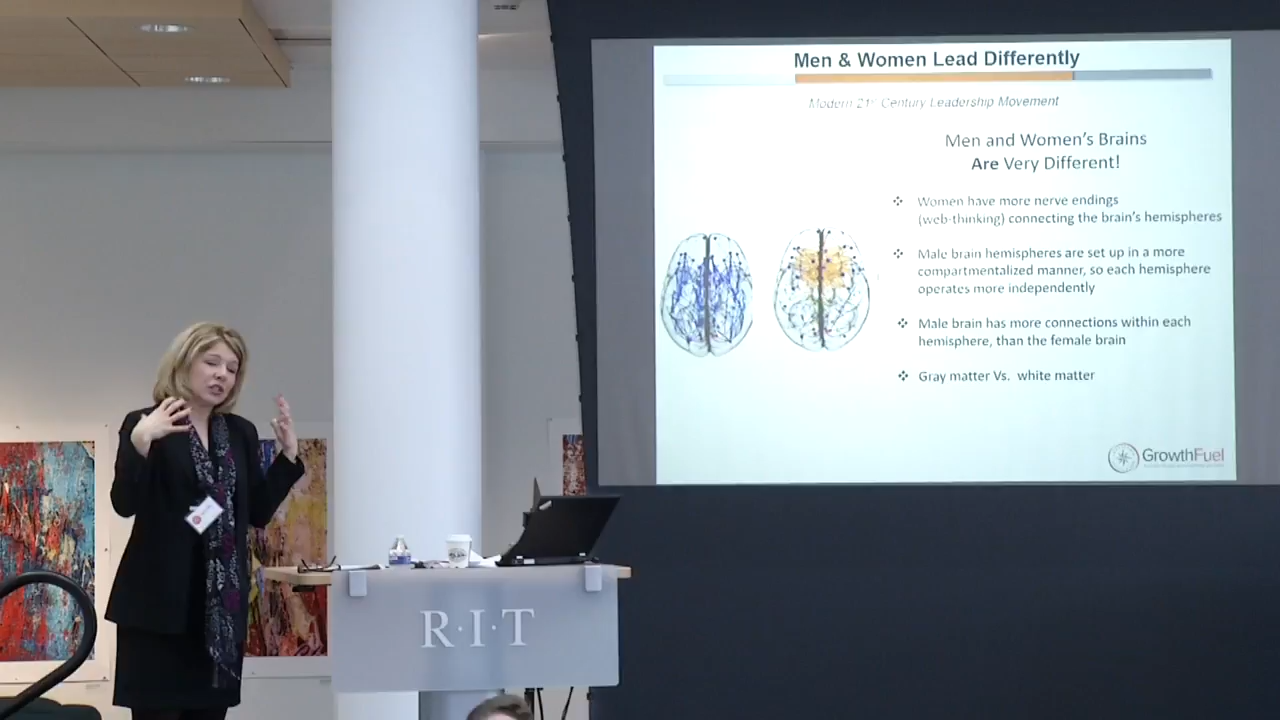 Men & Women Lead Differently
Modern 21st Century Leadership Movement
Men and Women's Brains
Are Very Different!
❖ Women have more nerve endings
(web-thinking) connecting the brain's hemispheres
❖ Male brain hemispheres are set up in a more
compartmentalized manner, so each hemisphere
operates more independently
❖ Male brain has more connections within each
hemisphere, than the female brain
❖ Gray matter Vs. white matter
GrowthFuel
R·I·T